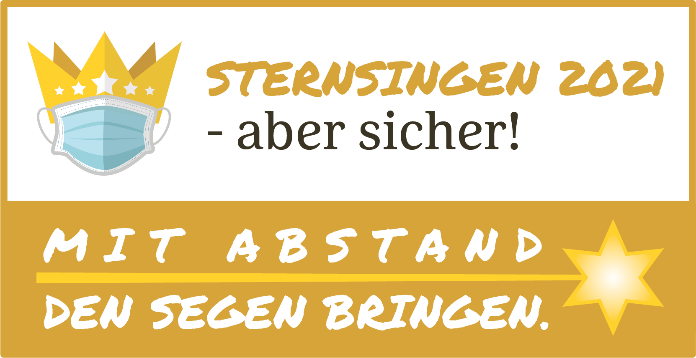 STERNSINGEN 2021
- aber sicher!
MIT ABSTAND
DEN SEGEN BRINGEN.